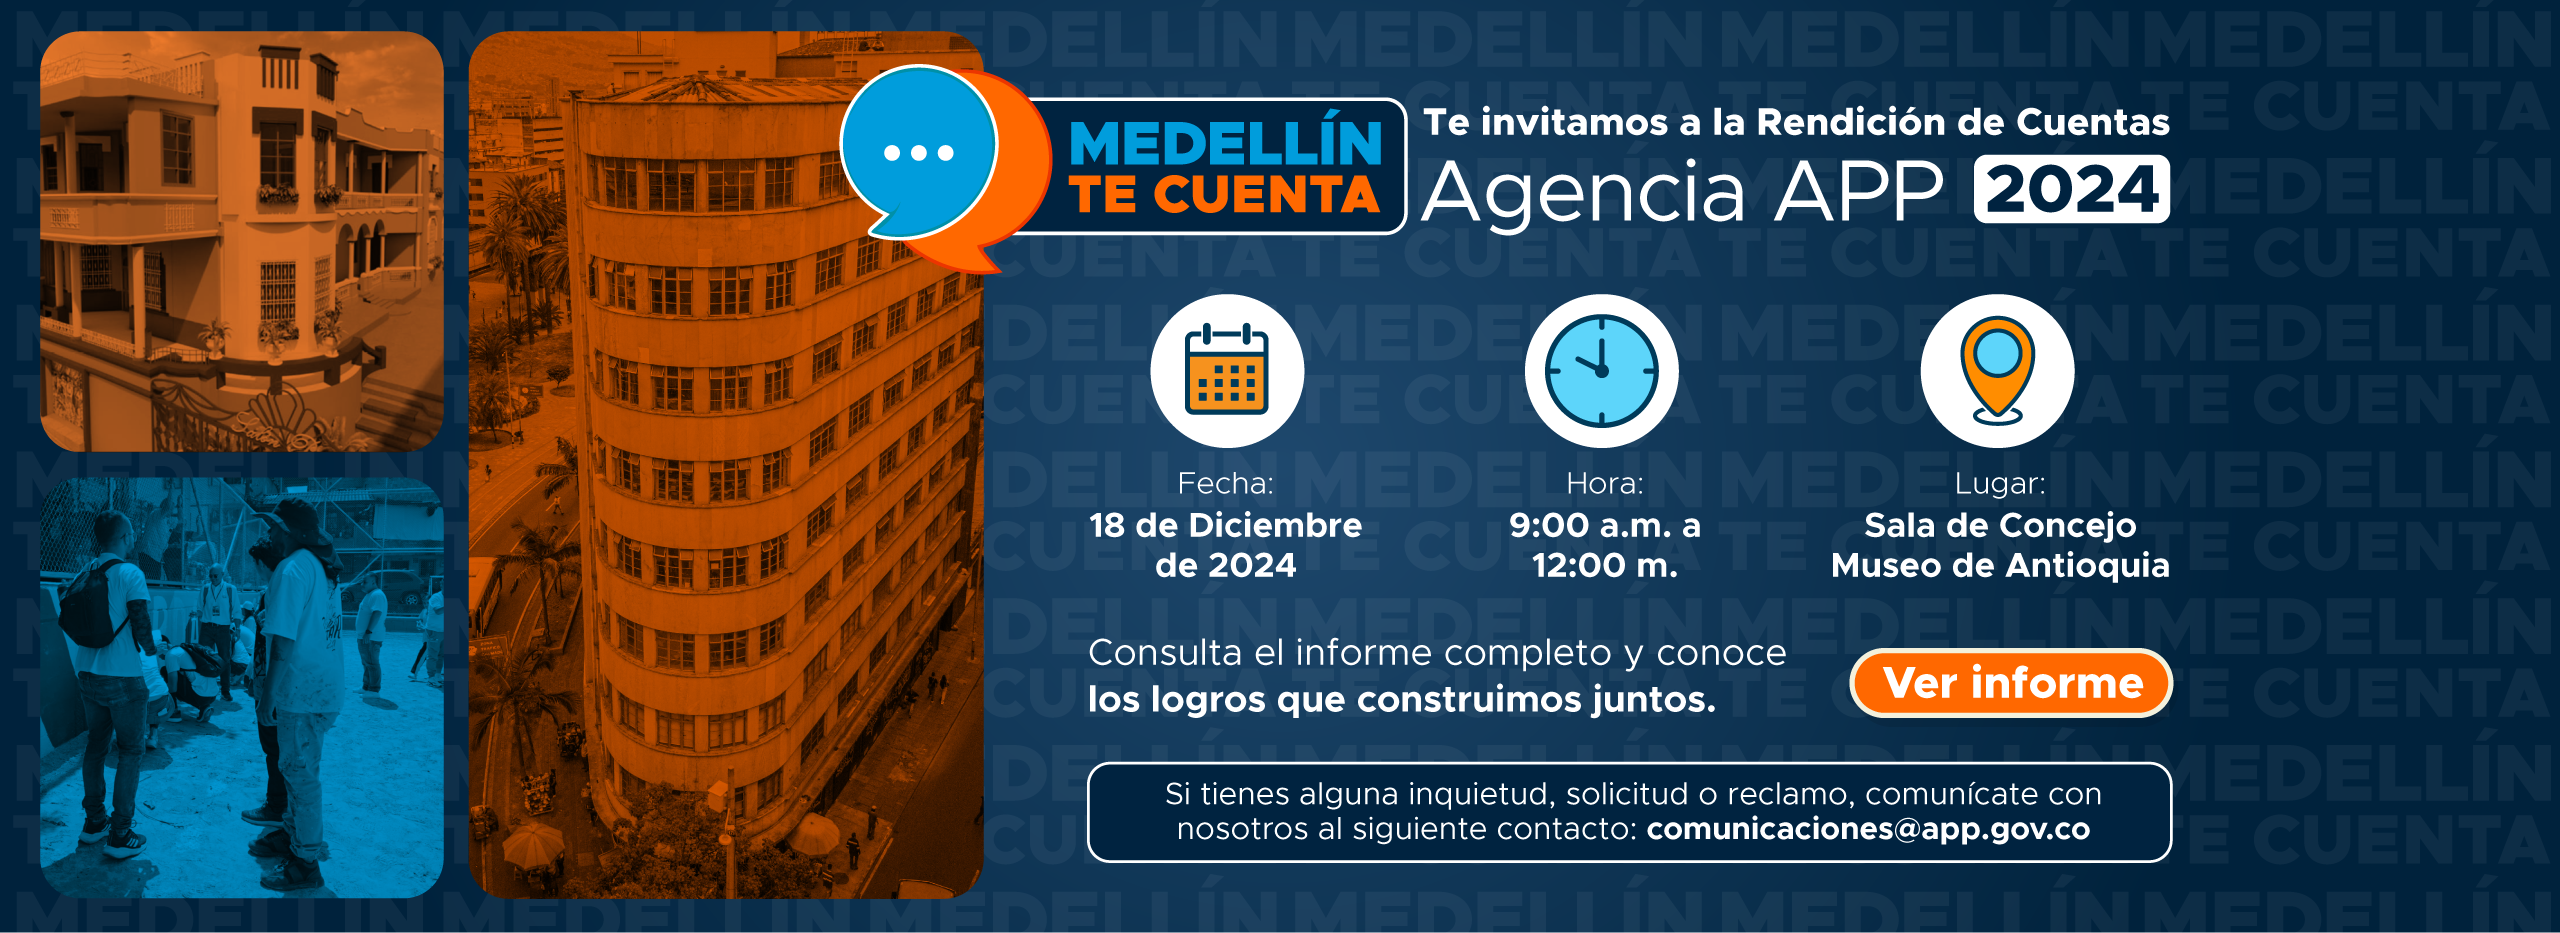 MEDELLÍN
TE CUENTA
Te invitamos a la Rendición de Cuentas
Agencia APP 2024
Fecha:
18 de Diciembre
de 2024
Hora:
9:00 a.m. a
12:00 m.
Lugar:
Sala de Concejo
Museo de Antioquia
Consulta el informe completo y conoce
los logros que construimos juntos.
Ver informe
Si tienes alguna inquietud, solicitud o reclamo, comunícate con
nosotros al siguiente contacto: comunicaciones@app.gov.co